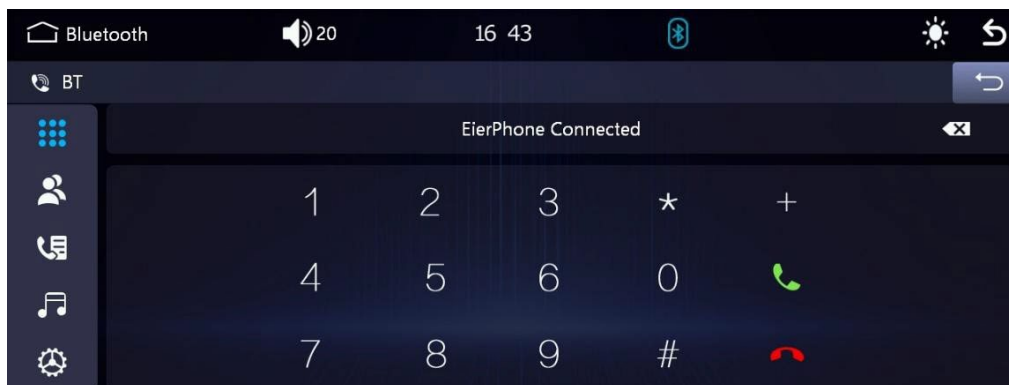 Bluetooth 20 16 43
BT
EierPhone Connected
1 2 3 * +
4 5 6 0
7 8 9 #